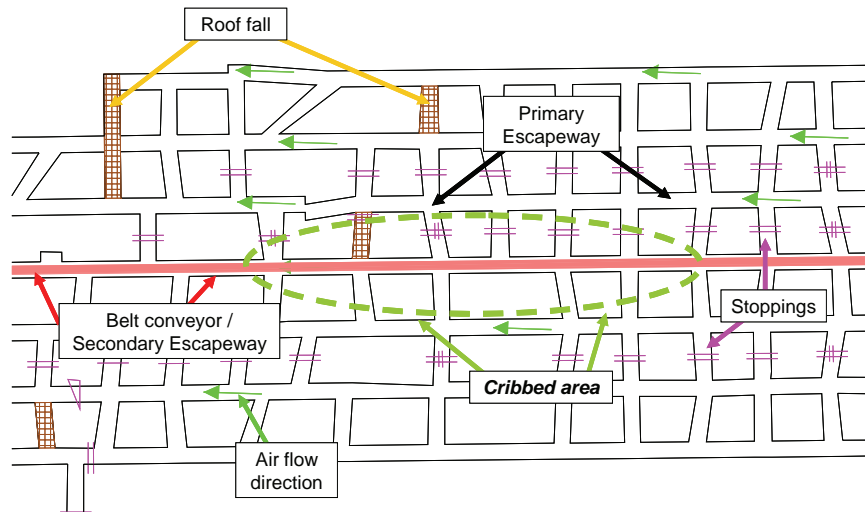 Roof fall
Primary
Escapeway
Belt conveyor /
Secondary Escapeway
Stoppings
Cribbed area
Air flow
direction